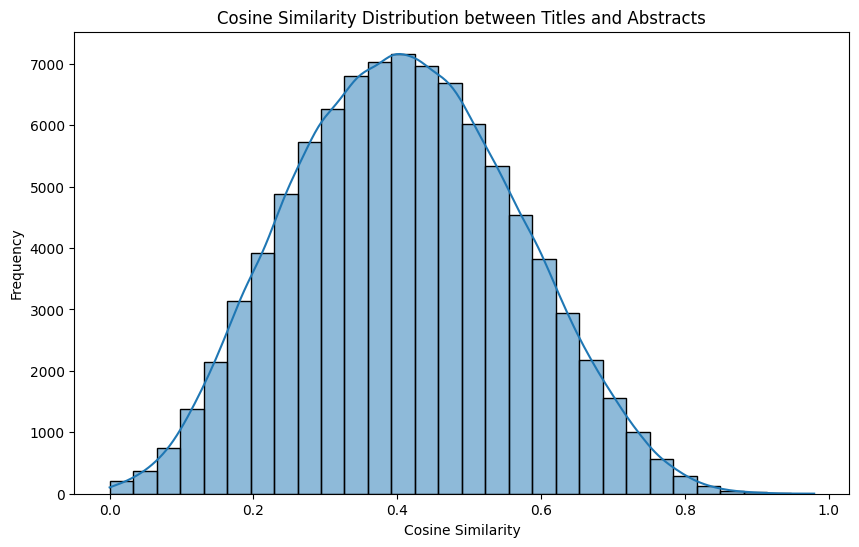 Cosine Similarity Distribution between Titles and Abstracts
7000
6000
5000
4000
3000
2000
1000
0
Frequency
0.0 0.2 0.4 0.6 0.8 1.0
Cosine Similarity